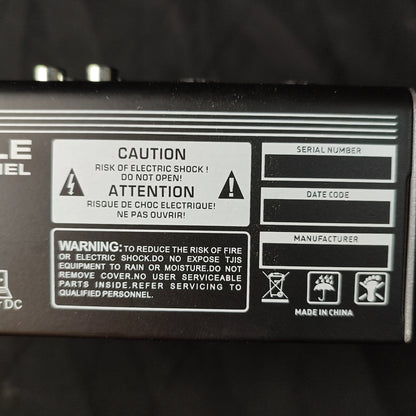 LE
NEL
CAUTION
RISK OF ELECTRIC SHOCK !
DO NOT OPEN!
ATTENTION
RISQUE DE CHOC ELECTRIQUE!
NE PAS OUVRIR!
WARNING: TO REDUCE THE RISK OF FIRE
OR ELECTRIC SHOCK.DO NO EXPOSE TJIS
EQUIPMENT TO RAIN OR MOISTURE.DO NOT
REMOVE COVER.NO USER SERVICEABLE
PARTS INSIDE.REFER SERVICING TO
QUALIFIED PERSONNEL.
SERIAL NUMBER
DATE CODE
MANUFACTURER
MADE IN CHINA
DC